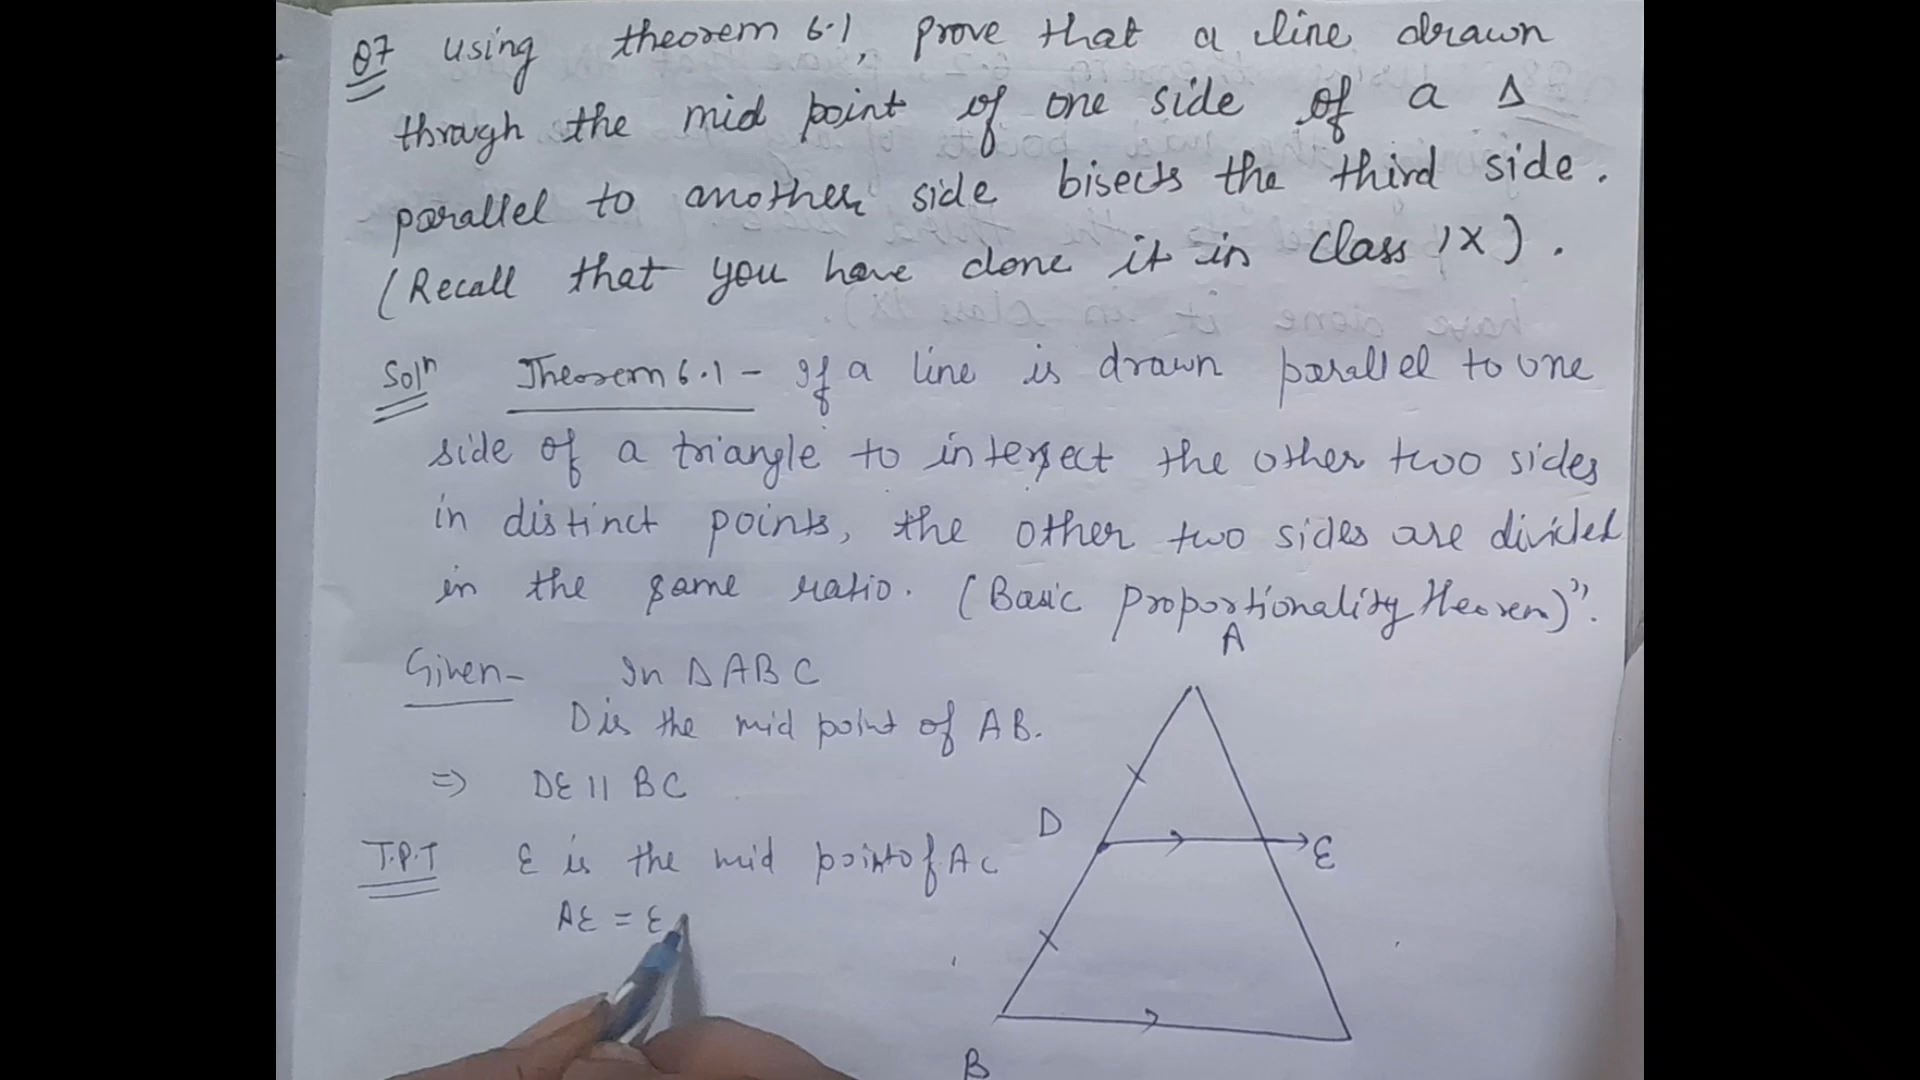 Q7 using theorem 6.1, prove that a line drawn
through the mid point of one side of a Δ
parallel to another side bisects the third side.
(Recall that you have done it in class IX).
Solⁿ Theorem 6.1 - If a line is drawn parallel to one
side of a triangle to intersect the other two sides
in distinct points, the other two sides are divided
in the same ratio. (Basic Proportionality theorem)".
Given- In Δ ABC
D is the mid point of AB.
=> DE || BC
T.P.T E is the mid point of AC
AE = E
A
D
E
B